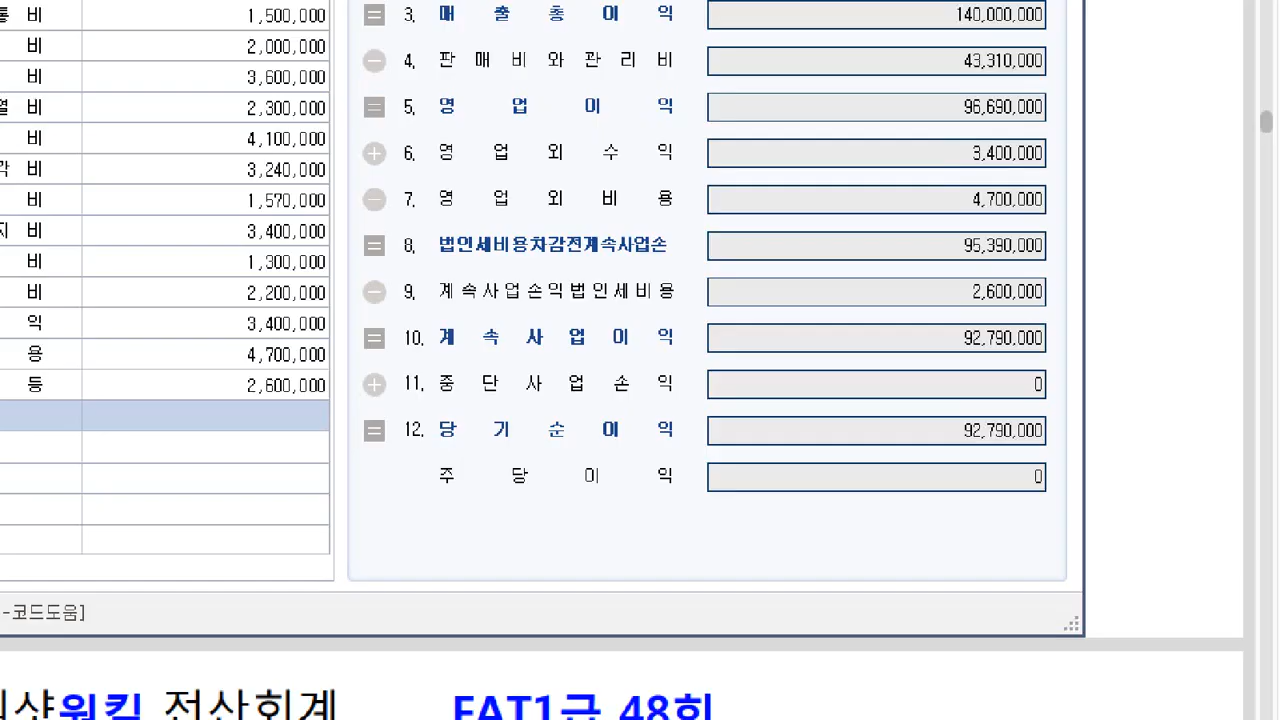 통 비 1,500,000
비 2,000,000
비 3,600,000
비 2,300,000
비 4,100,000
각 비 3,240,000
비 1,570,000
지 비 3,400,000
비 1,300,000
비 2,200,000
익 3,400,000
용 4,700,000
등 2,600,000
3. 매 출 총 이 익 140,000,000
4. 판 매 비 와 관 리 비 43,310,000
5. 영 업 이 익 96,690,000
6. 영 업 외 수 익 3,400,000
7. 영 업 외 비 용 4,700,000
8. 법인세비용차감전계속사업손 95,390,000
9. 계속사업손익법인세비용 2,600,000
10. 계 속 사 업 이 익 92,790,000
11. 중 단 사 업 손 익 0
12. 당 기 순 이 익 92,790,000
주 당 이 익 0
-코드도움]
샹워킹 전산회계 FAT1급 48회